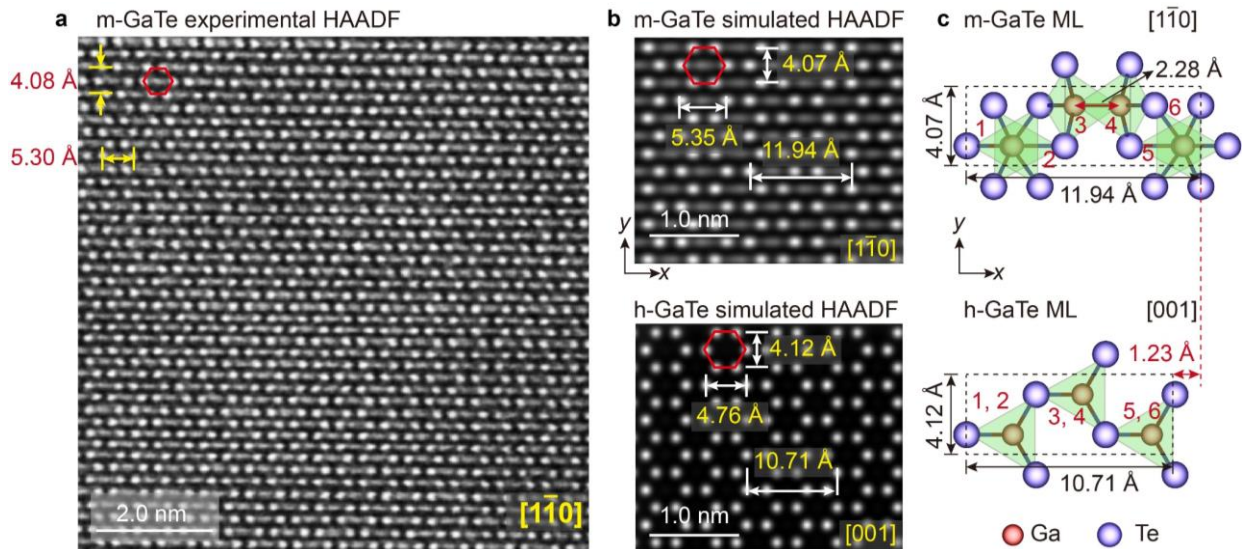 a m-GaTe experimental HAADF
4.08 Å
5.30 Å
2.0 nm
[11̄0]
b m-GaTe simulated HAADF
4.07 Å
5.35 Å
11.94 Å
1.0 nm
[11̄0]
y
x
h-GaTe simulated HAADF
4.12 Å
4.76 Å
10.71 Å
1.0 nm
[001]
c m-GaTe ML [11̄0]
2.28 Å
4.07 Å
1
2
3
4
5
6
11.94 Å
y
x
h-GaTe ML [001]
1.23 Å
4.12 Å
1, 2
3, 4
5, 6
10.71 Å
Ga
Te